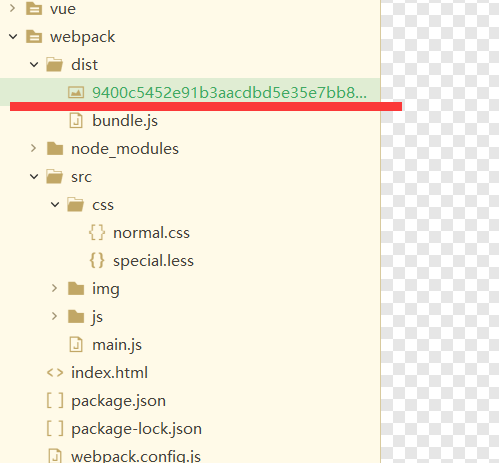 vue
webpack
dist
9400c5452e91b3aacdbd5e35e7bb8...
bundle.js
node_modules
src
css
normal.css
special.less
img
js
main.js
index.html
package.json
package-lock.json
webpack.config.js